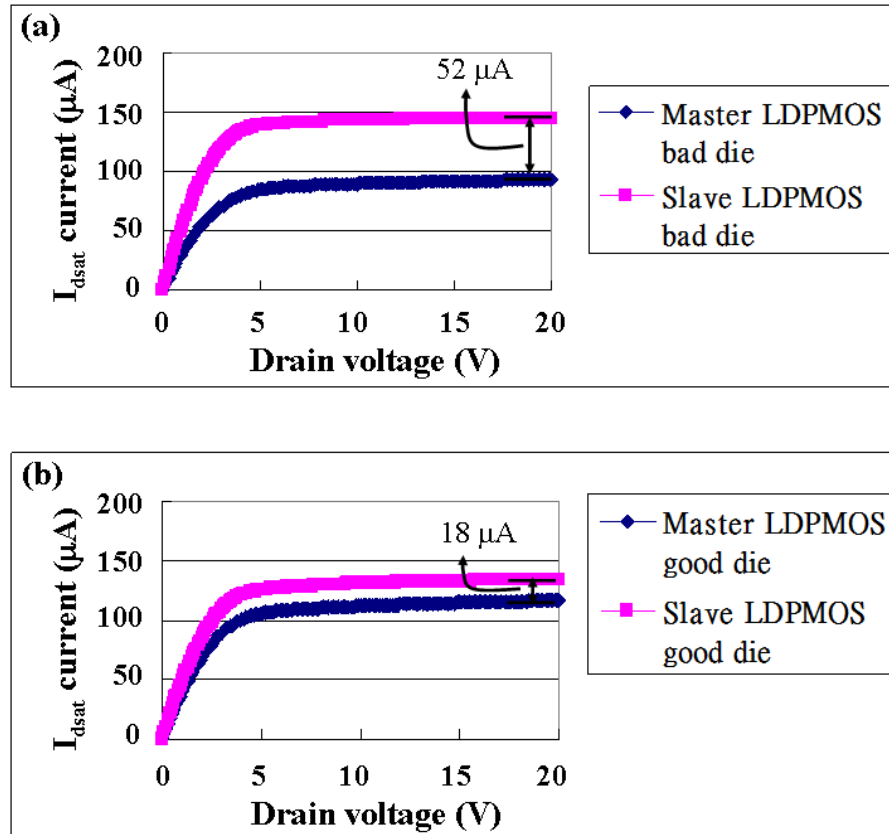 (a)
200
150
100
50
0
I_dsat current (μA)
52 μA
0 5 10 15 20
Drain voltage (V)
Master LDPMOS
bad die
Slave LDPMOS
bad die
(b)
200
150
100
50
0
I_dsat current (μA)
18 μA
0 5 10 15 20
Drain voltage (V)
Master LDPMOS
good die
Slave LDPMOS
good die